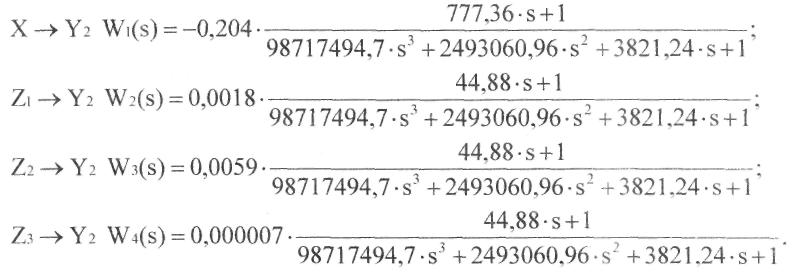 X → Y₂ W₁(s) = −0,204 · (777,36·s+1) / (98717494,7·s³ + 2493060,96·s² + 3821,24·s + 1);
Z₁ → Y₂ W₂(s) = 0,0018 · (44,88·s+1) / (98717494,7·s³ + 2493060,96·s² + 3821,24·s + 1);
Z₂ → Y₂ W₃(s) = 0,0059 · (44,88·s+1) / (98717494,7·s³ + 2493060,96·s² + 3821,24·s + 1);
Z₃ → Y₂ W₄(s) = 0,000007 · (44,88·s+1) / (98717494,7·s³ + 2493060,96·s² + 3821,24·s + 1).